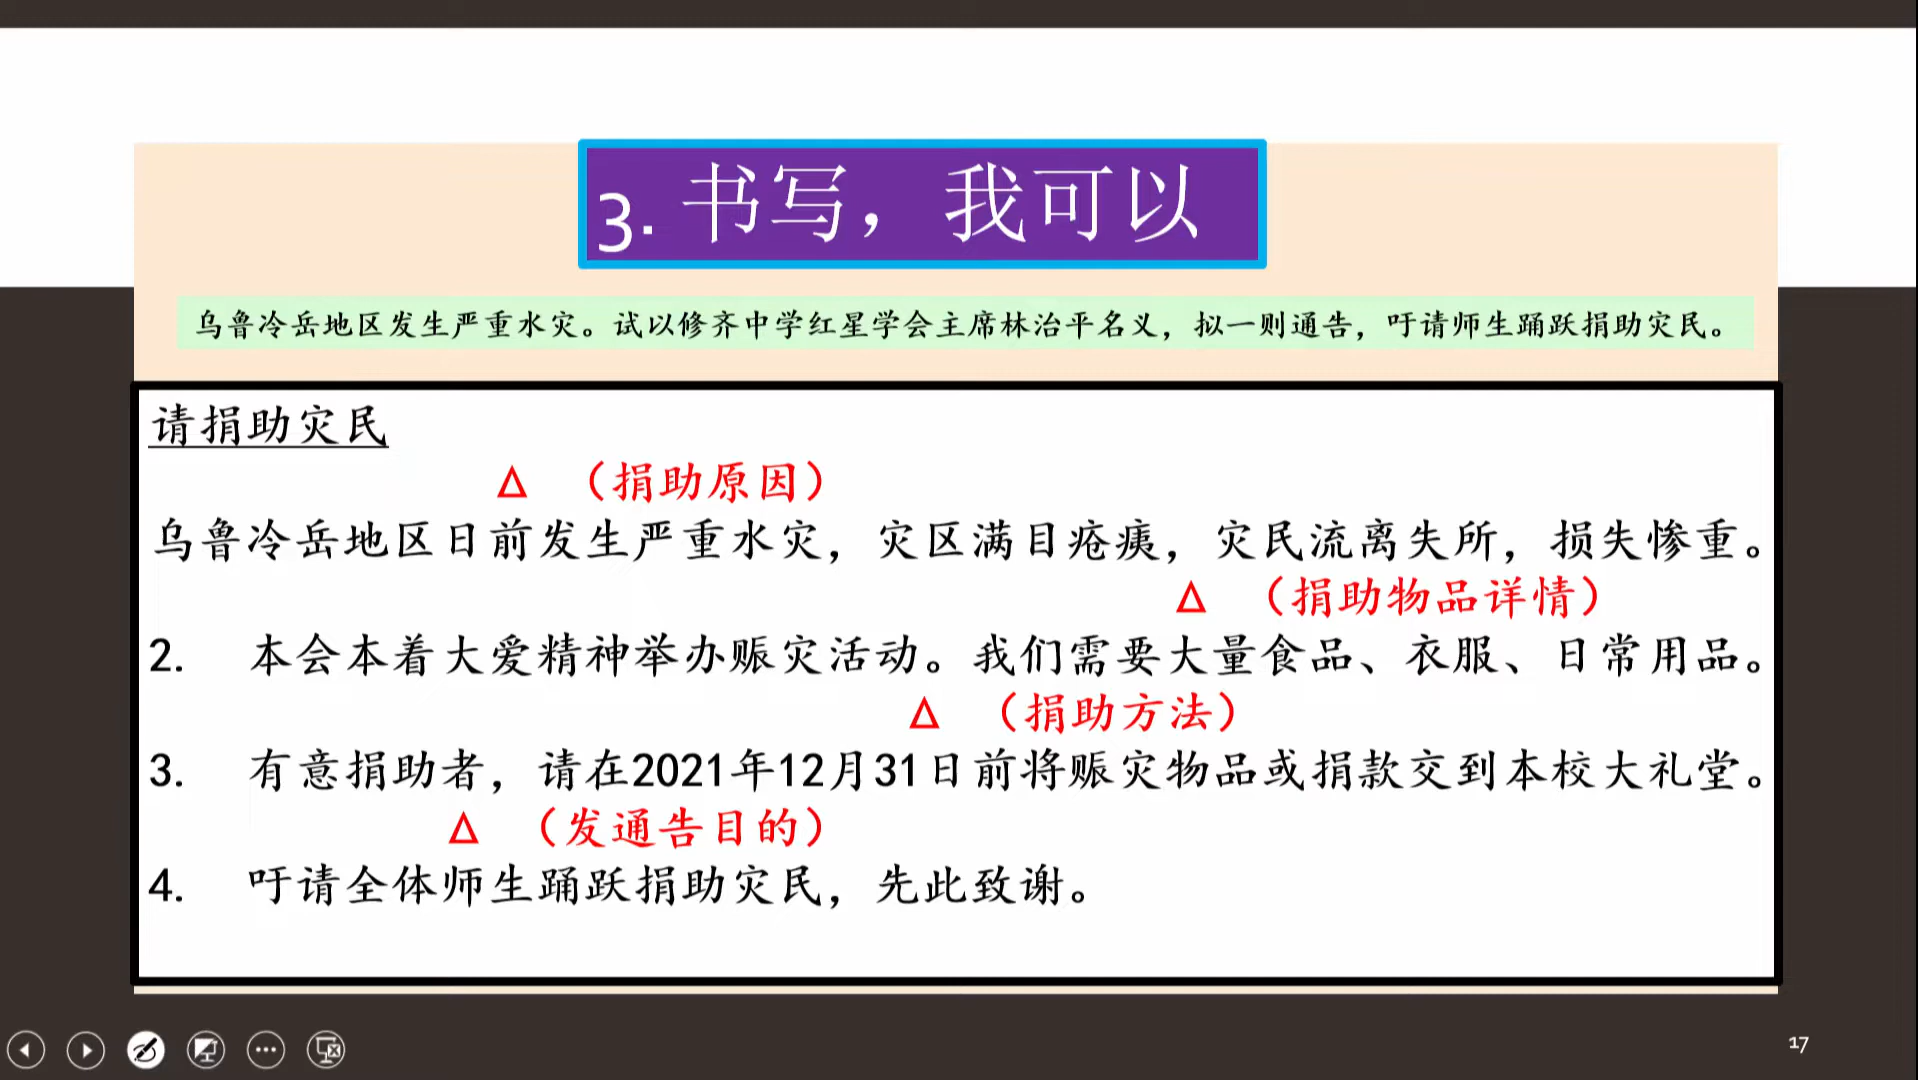 3. 书写，我可以
乌鲁冷岳地区发生严重水灾。试以修齐中学红星学会主席林治平名义，拟一则通告，吁请师生踊跃捐助灾民。
请捐助灾民
Δ （捐助原因）
乌鲁冷岳地区日前发生严重水灾，灾区满目疮痍，灾民流离失所，损失惨重。
Δ （捐助物品详情）
2. 本会本着大爱精神举办赈灾活动。我们需要大量食品、衣服、日常用品。
Δ （捐助方法）
3. 有意捐助者，请在2021年12月31日前将赈灾物品或捐款交到本校大礼堂。
Δ （发通告目的）
4. 吁请全体师生踊跃捐助灾民，先此致谢。
17